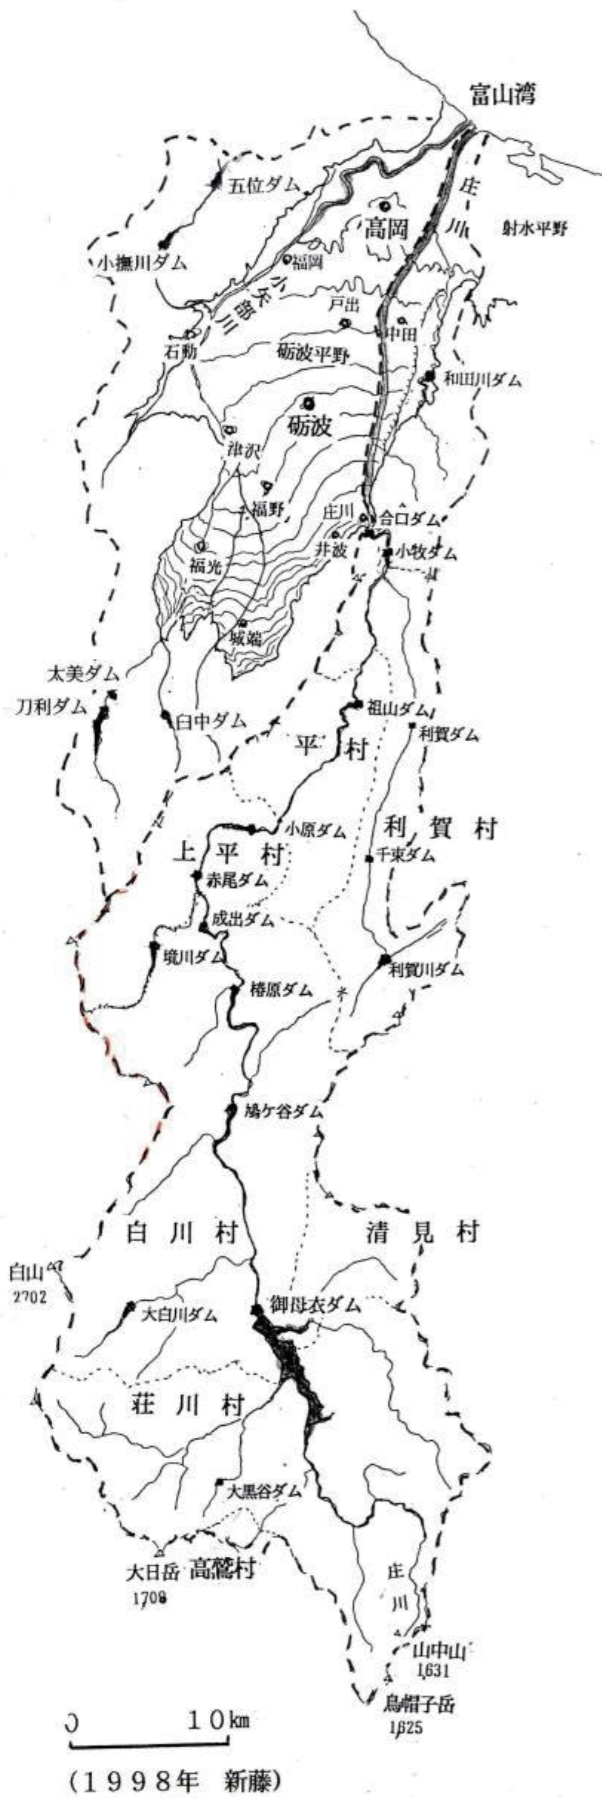 富山湾
五位ダム
庄川
高岡
射水平野
小撫川ダム
福岡
小矢部川
戸出
中田
石動
砺波平野
和田川ダム
砺波
津沢
福野
庄川
合口ダム
井波
小牧ダム
福光
城端
太美ダム
刀利ダム
臼中ダム
祖山ダム
利賀ダム
平村
小原ダム
利賀村
上平村
千束ダム
赤尾ダム
成出ダム
境川ダム
利賀川ダム
椿原ダム
鳩ケ谷ダム
白川村
清見村
白山
2702
御母衣ダム
大白川ダム
荘川村
大黒谷ダム
大日岳
1709
高鷲村
庄川
山中山
1631
烏帽子岳
1625
0 10km
(1998年 新藤)